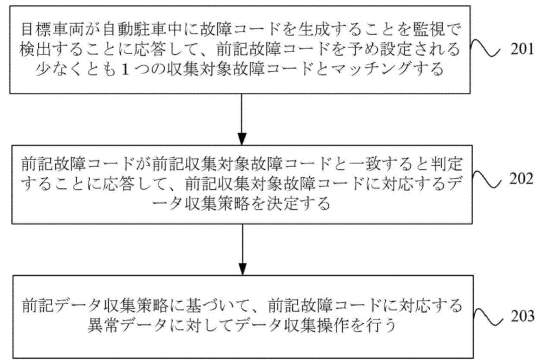 目標車両が自動駐車中に故障コードを生成することを監視で
検出することに応答して、前記故障コードを予め設定される
少なくとも１つの収集対象故障コードとマッチングする
201
前記故障コードが前記収集対象故障コードと一致すると判定
することに応答して、前記収集対象故障コードに対応するデー
タ収集策略を決定する
202
前記データ収集策略に基づいて、前記故障コードに対応する
異常データに対してデータ収集操作を行う
203